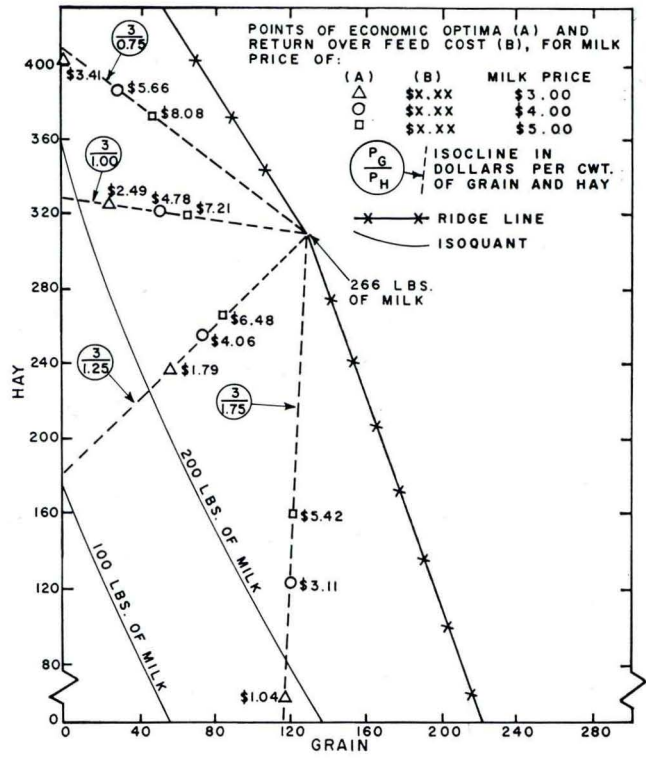 POINTS OF ECONOMIC OPTIMA (A) AND
RETURN OVER FEED COST (B), FOR MILK
PRICE OF:
(A) (B) MILK PRICE
$X.XX $3.00
$X.XX $4.00
$X.XX $5.00
P_G
P_H
ISOCLINE IN
DOLLARS PER CWT.
OF GRAIN AND HAY
RIDGE LINE
ISOQUANT
3
0.75
$3.41
$5.66
$8.08
3
1.00
$2.49
$4.78
$7.21
266 LBS.
OF MILK
$6.48
$4.06
$1.79
3
1.25
3
1.75
$5.42
$3.11
$1.04
200 LBS. OF MILK
100 LBS. OF MILK
HAY
400
360
320
280
240
200
160
120
80
0
0 40 80 120 160 200 240 280
GRAIN